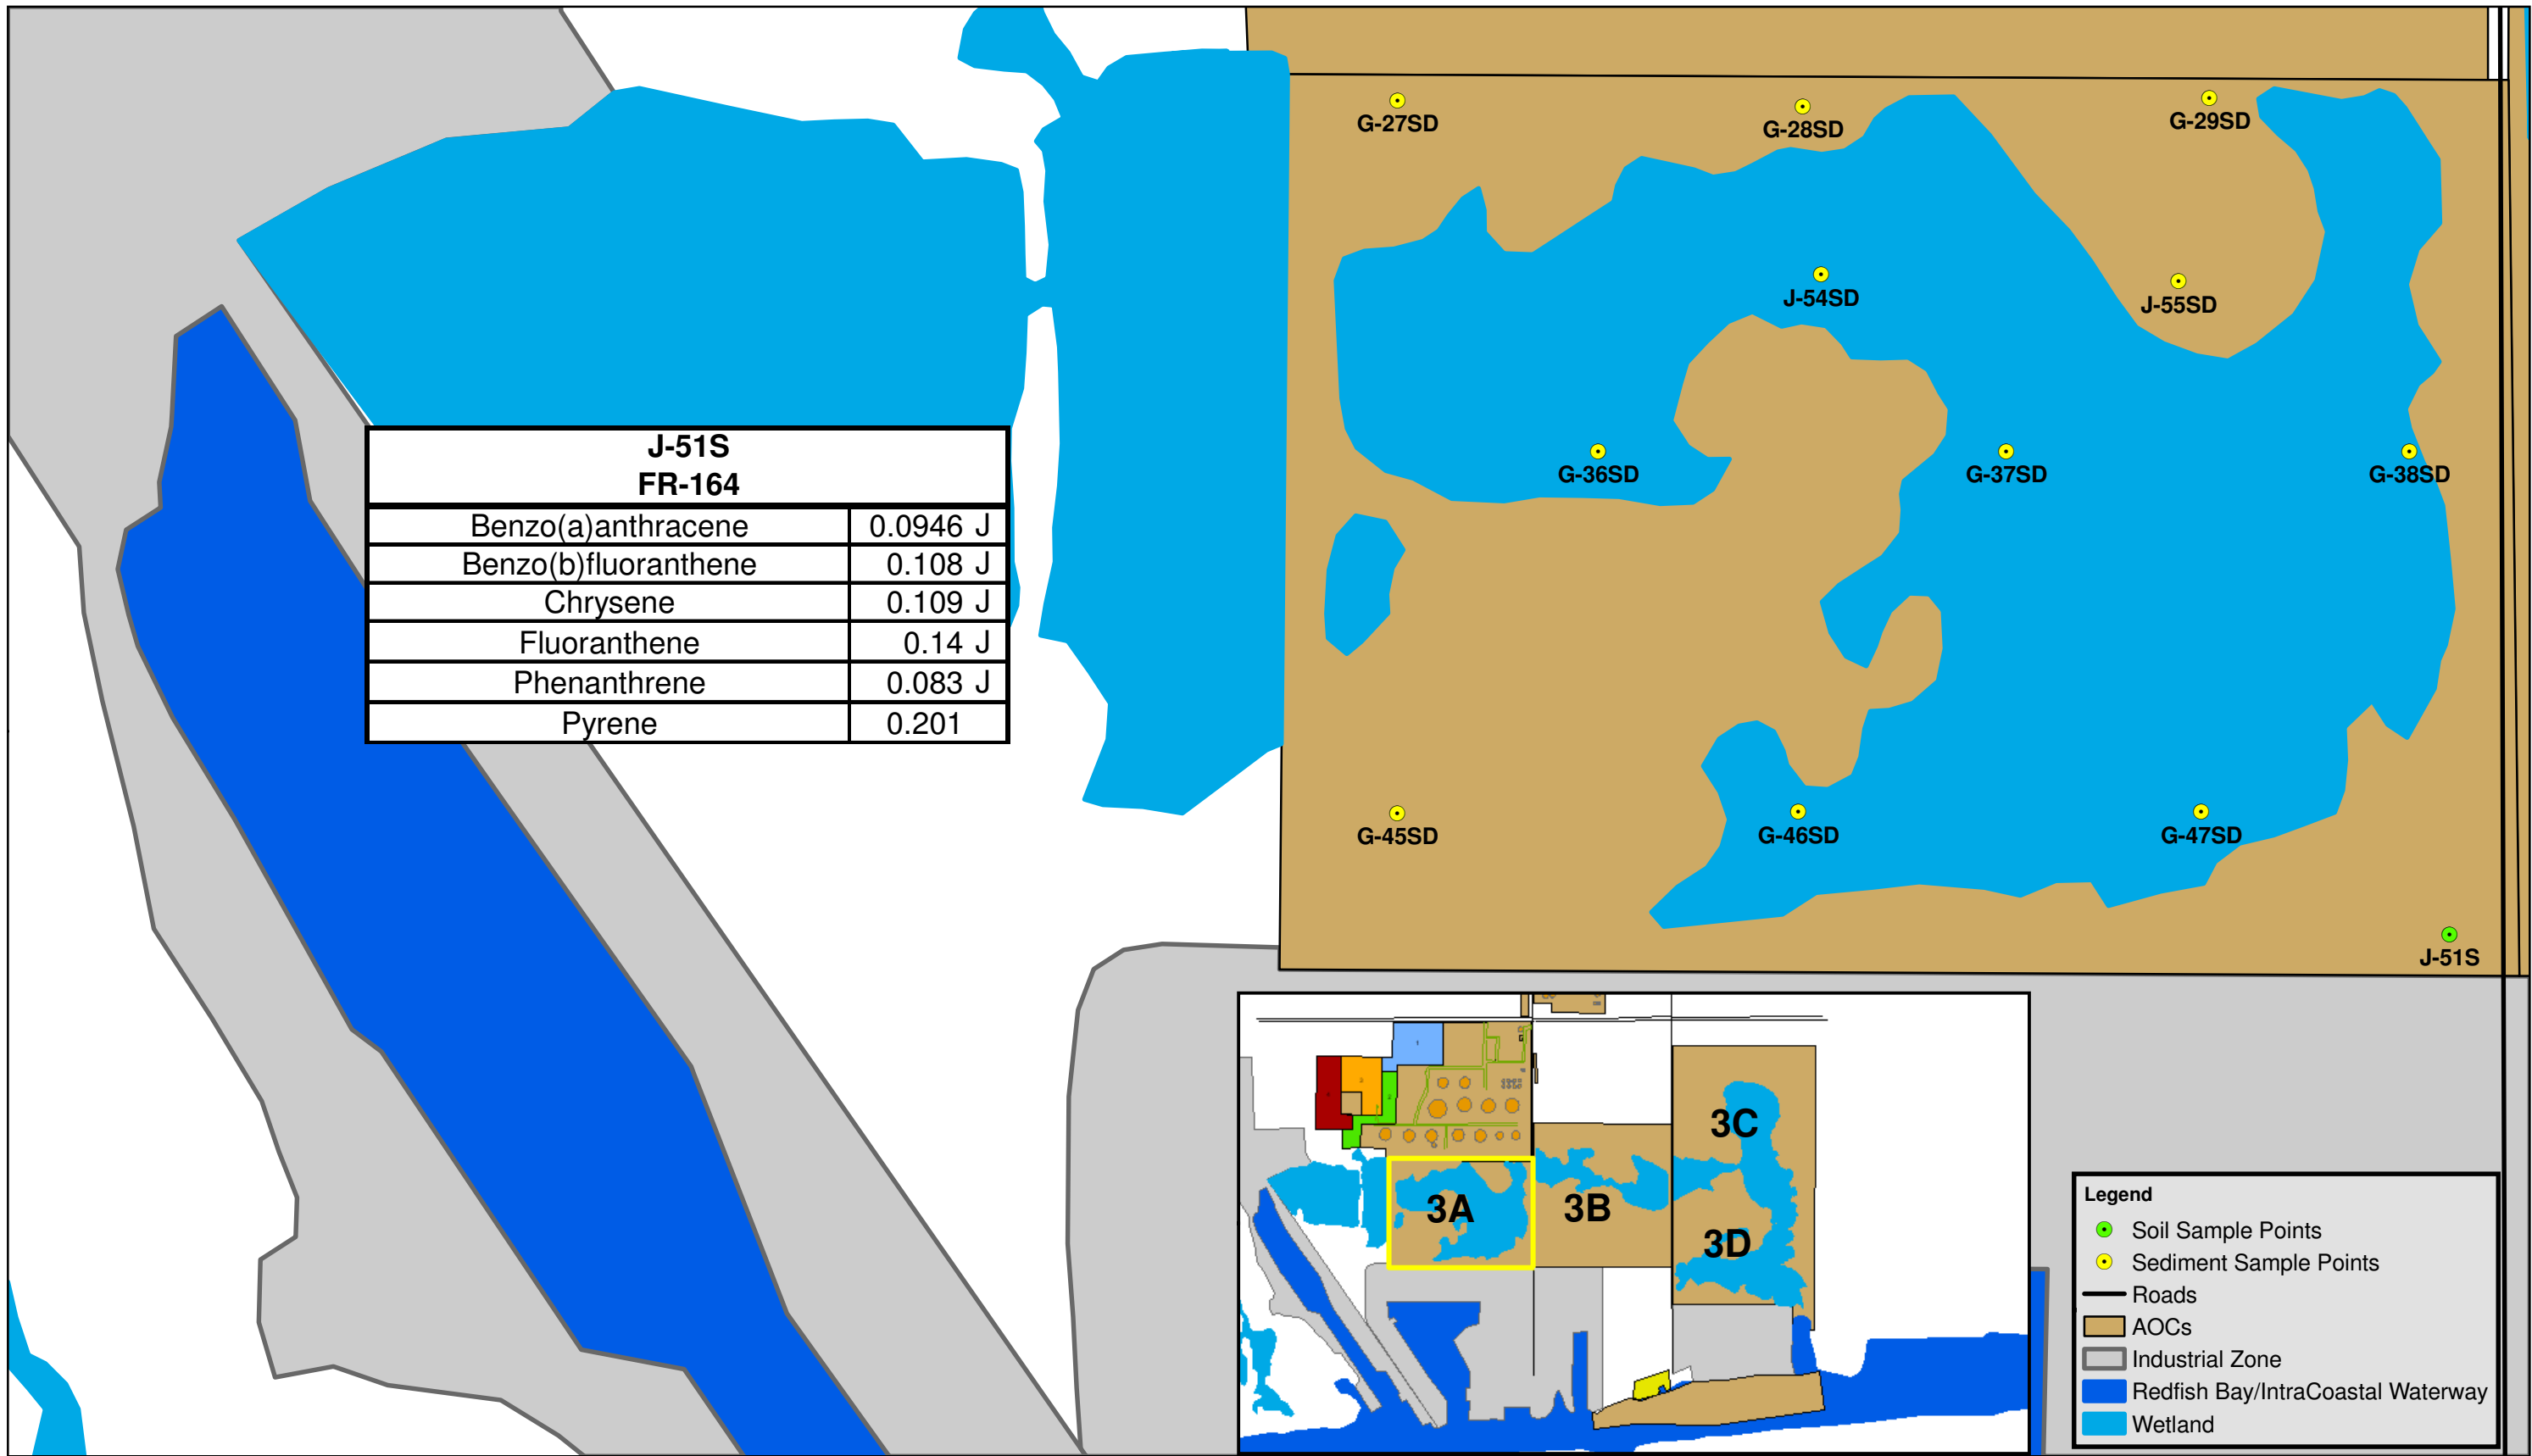 G-27SD
G-28SD
G-29SD
J-54SD
J-55SD
G-36SD
G-37SD
G-38SD
J-51S
FR-164
Benzo(a)anthracene 0.0946 J
Benzo(b)fluoranthene 0.108 J
Chrysene 0.109 J
Fluoranthene 0.14 J
Phenanthrene 0.083 J
Pyrene 0.201
G-45SD
G-46SD
G-47SD
J-51S
1
2
3A
3B
3C
3D
Legend
Soil Sample Points
Sediment Sample Points
Roads
AOCs
Industrial Zone
Redfish Bay/IntraCoastal Waterway
Wetland